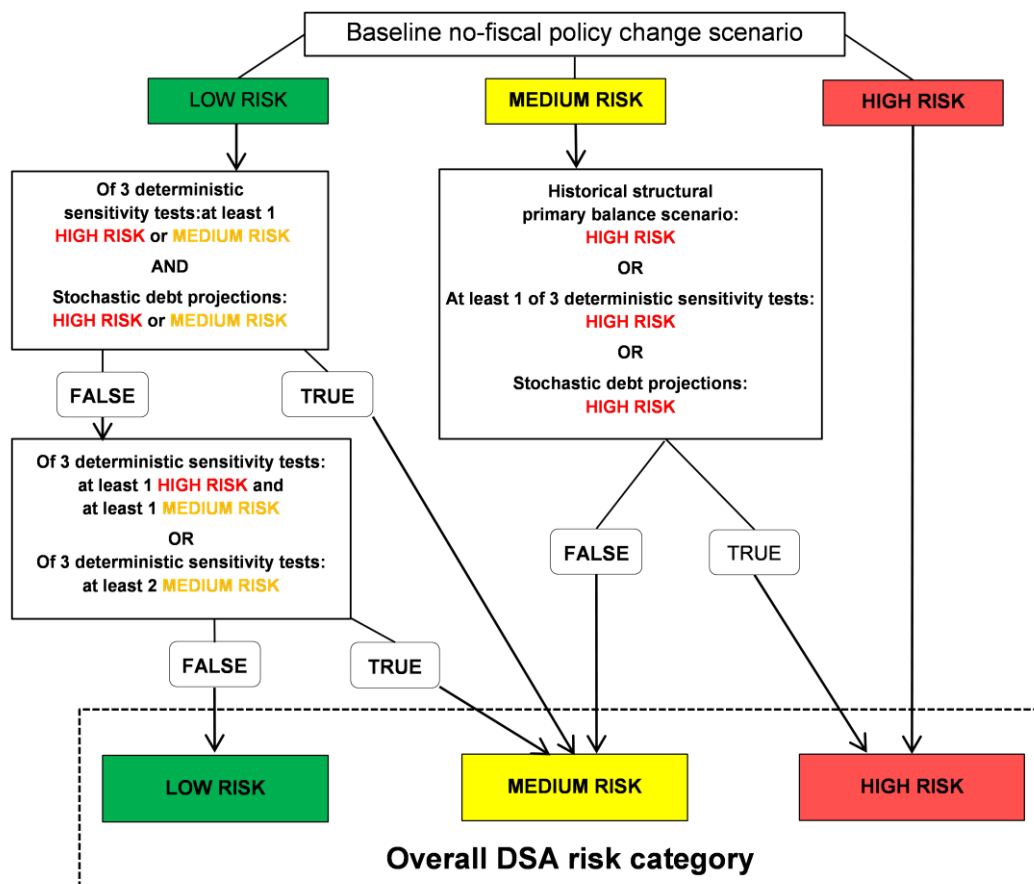 Baseline no-fiscal policy change scenario
LOW RISK
MEDIUM RISK
HIGH RISK
Of 3 deterministic
sensitivity tests:at least 1
HIGH RISK or MEDIUM RISK
AND
Stochastic debt projections:
HIGH RISK or MEDIUM RISK
Historical structural
primary balance scenario:
HIGH RISK
OR
At least 1 of 3 deterministic sensitivity tests:
HIGH RISK
OR
Stochastic debt projections:
HIGH RISK
FALSE
TRUE
Of 3 deterministic sensitivity tests:
at least 1 HIGH RISK and
at least 1 MEDIUM RISK
OR
Of 3 deterministic sensitivity tests:
at least 2 MEDIUM RISK
FALSE
TRUE
FALSE
TRUE
LOW RISK
MEDIUM RISK
HIGH RISK
Overall DSA risk category